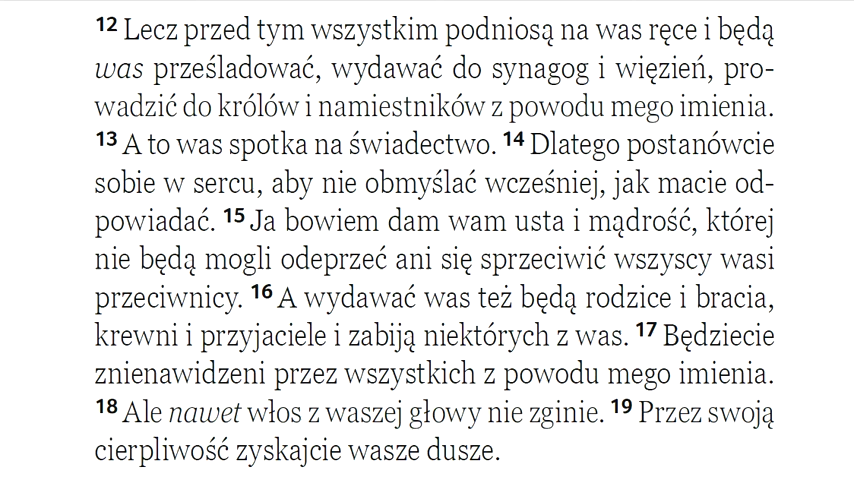 12 Lecz przed tym wszystkim podniosą na was ręce i będą
was prześladować, wydawać do synagog i więzień, pro-
wadzić do królów i namiestników z powodu mego imienia.
13 A to was spotka na świadectwo. 14 Dlatego postanówcie
sobie w sercu, aby nie obmyślać wcześniej, jak macie od-
powiadać. 15 Ja bowiem dam wam usta i mądrość, której
nie będą mogli odeprzeć ani się sprzeciwić wszyscy wasi
przeciwnicy. 16 A wydawać was też będą rodzice i bracia,
krewni i przyjaciele i zabiją niektórych z was. 17 Będziecie
znienawidzeni przez wszystkich z powodu mego imienia.
18 Ale nawet włos z waszej głowy nie zginie. 19 Przez swoją
cierpliwość zyskajcie wasze dusze.